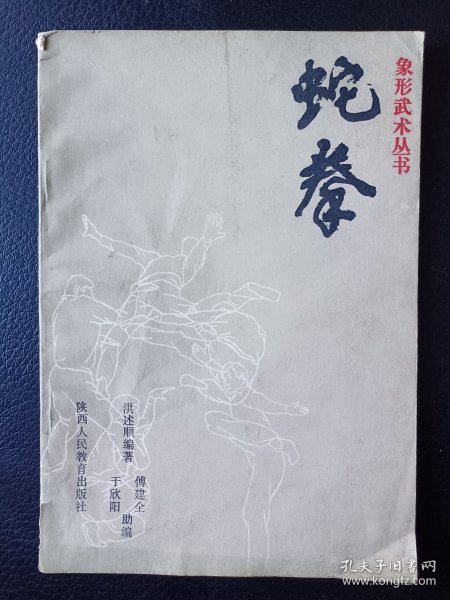 象形武术丛书
蛇拳
洪述顺编著
傅建全
于欣阳
助编
陕西人民教育出版社
孔夫子旧书网
www.kongfz.com